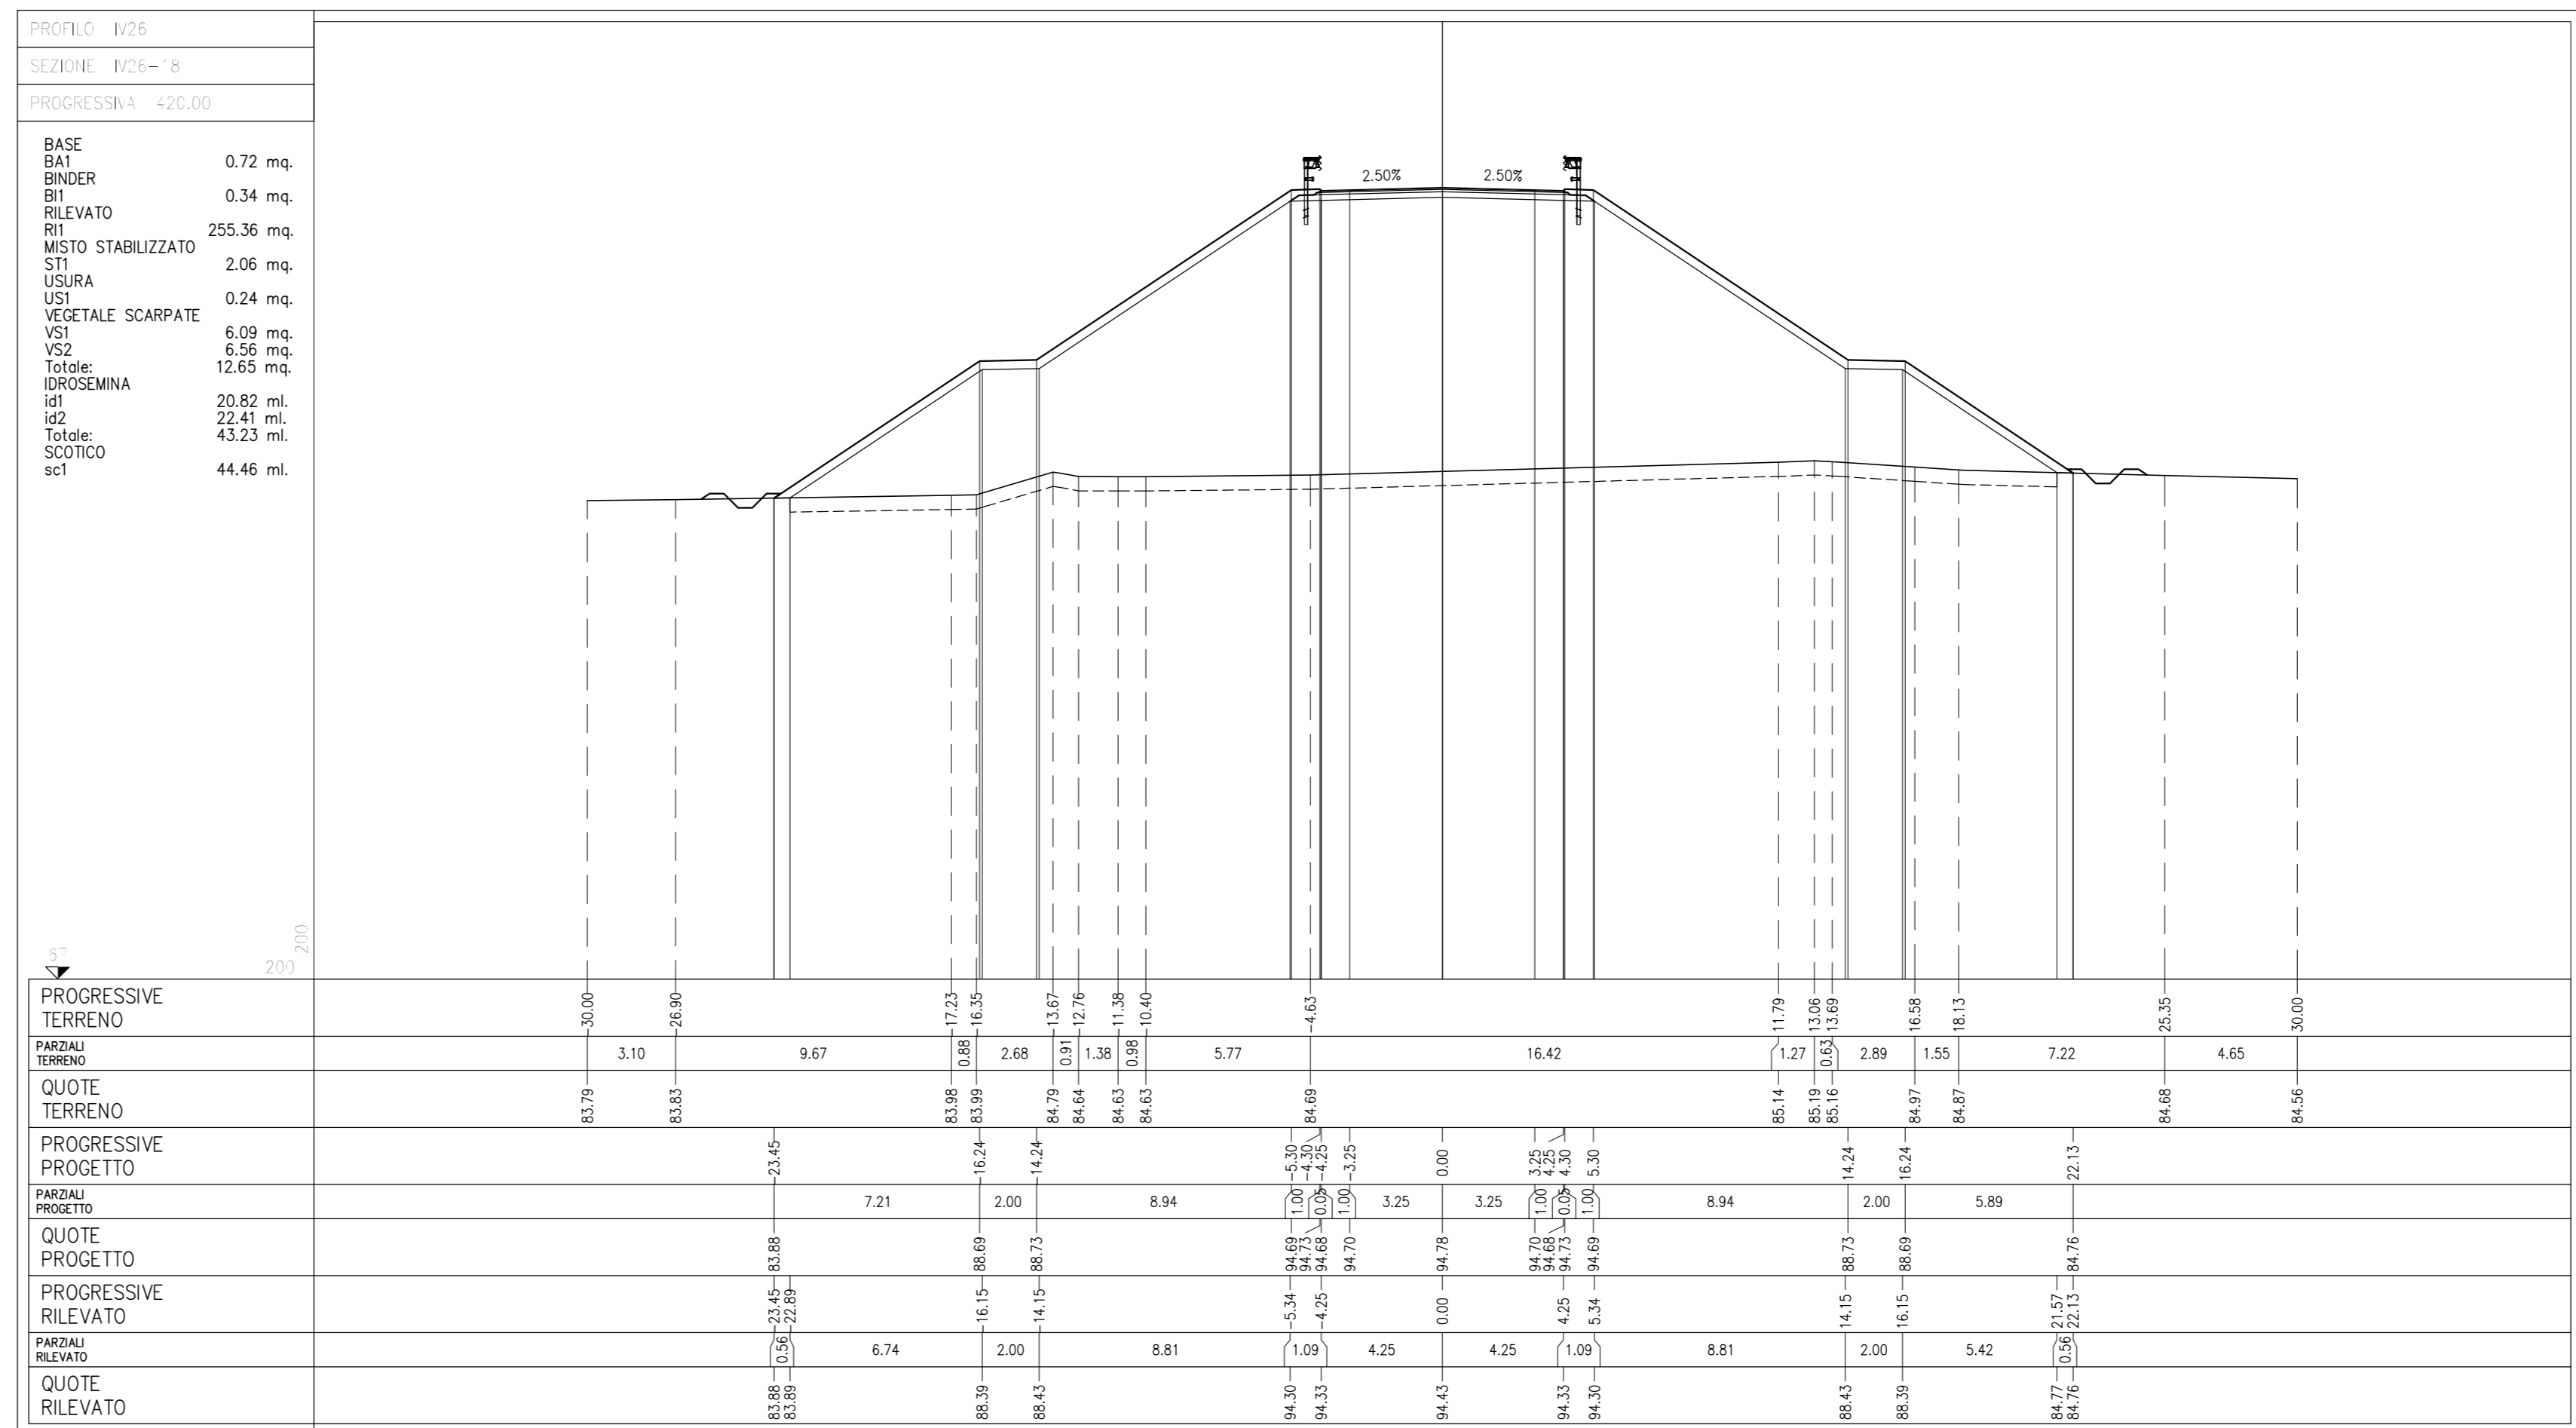 PROFILO IV26
SEZIONE IV26-18
PROGRESSIVA 420.00
BASE
BA1 0.72 mq.
BINDER
BI1 0.34 mq.
RILEVATO
RI1 255.36 mq.
MISTO STABILIZZATO
ST1 2.06 mq.
USURA
US1 0.24 mq.
VEGETALE SCARPATE
VS1 6.09 mq.
VS2 6.56 mq.
Totale: 12.65 mq.
IDROSEMINA
id1 20.82 ml.
id2 22.41 ml.
Totale: 43.23 ml.
SCOTICO
sc1 44.46 ml.
2.50% 2.50%
67
200
200
PROGRESSIVE
TERRENO
-30.00 -26.90 -17.23 -16.35 -13.67 -12.76 -11.38 -10.40 -4.63 11.79 13.06 13.69 16.58 18.13 25.35 30.00
PARZIALI
TERRENO
3.10 9.67 0.88 2.68 0.91 1.38 0.98 5.77 16.42 1.27 0.63 2.89 1.55 7.22 4.65
QUOTE
TERRENO
83.79 83.83 83.98 83.99 84.79 84.64 84.63 84.63 84.69 85.14 85.19 85.16 84.97 84.87 84.68 84.56
PROGRESSIVE
PROGETTO
-23.45 -16.24 -14.24 -5.30 -4.30 -4.25 -3.25 0.00 3.25 4.25 4.30 5.30 14.24 16.24 22.13
PARZIALI
PROGETTO
7.21 2.00 8.94 1.00 0.05 1.00 3.25 3.25 1.00 0.05 1.00 8.94 2.00 5.89
QUOTE
PROGETTO
83.88 88.69 88.73 94.69 94.73 94.68 94.70 94.78 94.70 94.68 94.73 94.69 88.73 88.69 84.76
PROGRESSIVE
RILEVATO
-23.45 -22.89 -16.15 -14.15 -5.34 -4.25 0.00 4.25 5.34 14.15 16.15 21.57 22.13
PARZIALI
RILEVATO
0.56 6.74 2.00 8.81 1.09 4.25 4.25 1.09 8.81 2.00 5.42 0.56
QUOTE
RILEVATO
83.88 83.89 88.39 88.43 94.30 94.33 94.43 94.33 94.30 88.43 88.39 84.77 84.76